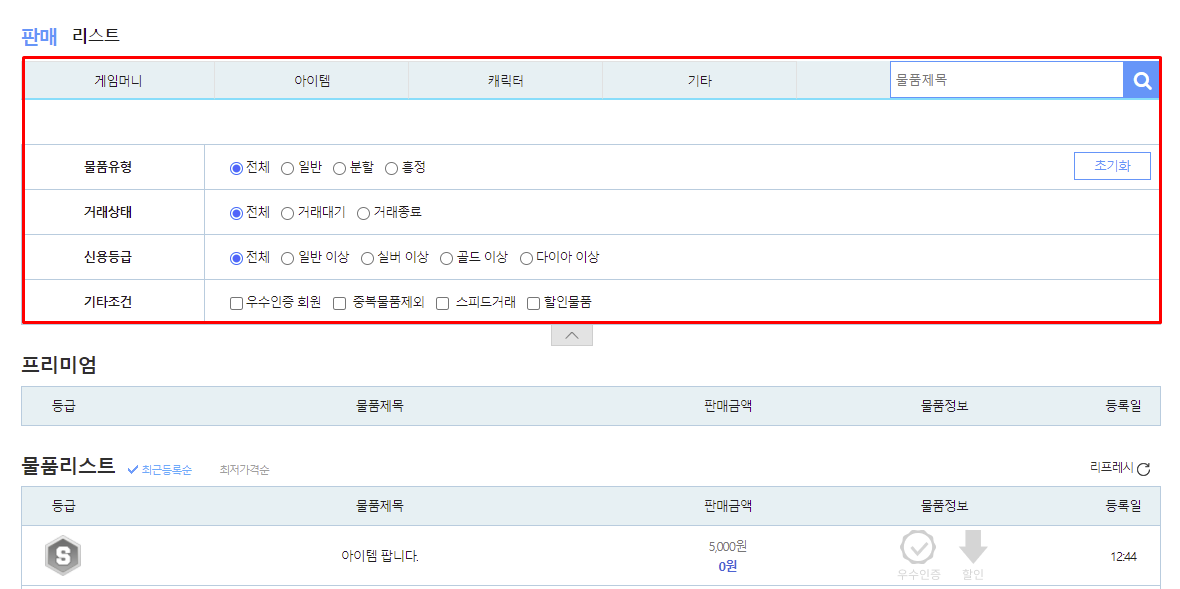 판매 리스트
게임머니 아이템 캐릭터 기타 물품제목
물품유형 전체 일반 분할 흥정 초기화
거래상태 전체 거래대기 거래종료
신용등급 전체 일반 이상 실버 이상 골드 이상 다이아 이상
기타조건 우수인증 회원 중복물품제외 스피드거래 할인물품
프리미엄
등급 물품제목 판매금액 물품정보 등록일
물품리스트 최근등록순 최저가격순 리프레시
등급 물품제목 판매금액 물품정보 등록일
S 아이템 팝니다. 5,000원 0원 우수인증 할인 12:44